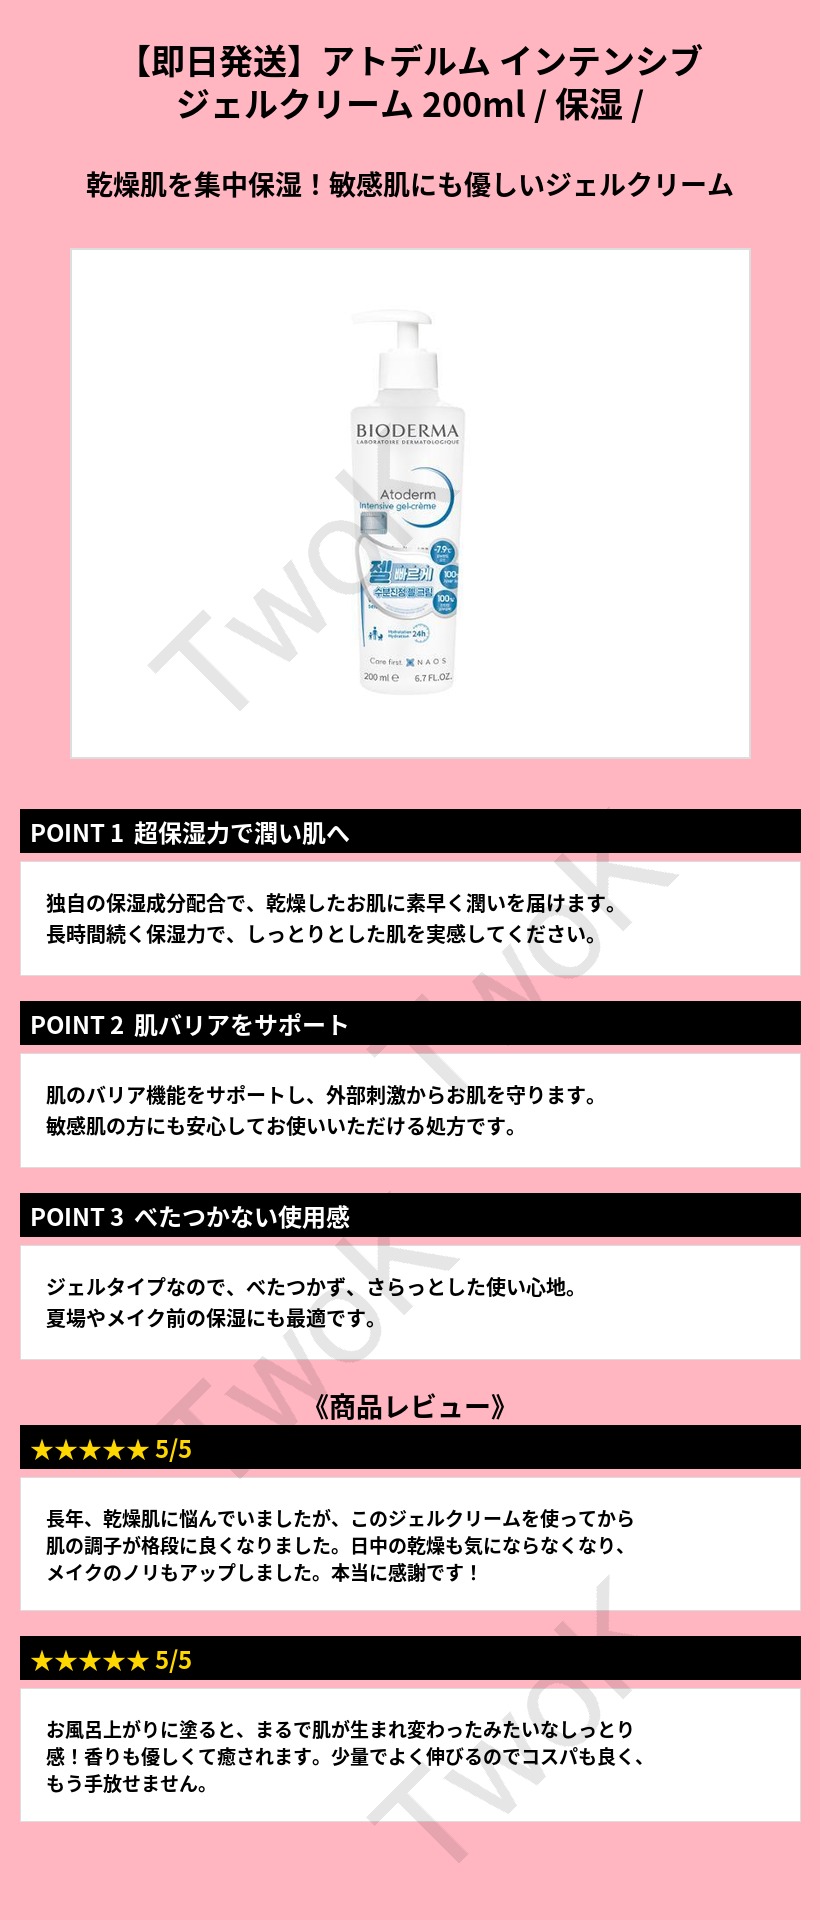 【即日発送】アトデルム インテンシブ
ジェルクリーム 200ml / 保湿 /
乾燥肌を集中保湿！敏感肌にも優しいジェルクリーム
BIODERMA
LABORATOIRE DERMATOLOGIQUE
Atoderm
Intensive gel-crème
-7.9℃
젤 빠르게
100
수분진정 젤 크림
100%
Hydratation
Hydration
24h
Care first.
NAOS
200 ml ℮ 6.7 FL.OZ.
Twok
POINT 1 超保湿力で潤い肌へ
独自の保湿成分配合で、乾燥したお肌に素早く潤いを届けます。
長時間続く保湿力で、しっとりとした肌を実感してください。
Twok
POINT 2 肌バリアをサポート
肌のバリア機能をサポートし、外部刺激からお肌を守ります。
敏感肌の方にも安心してお使いいただける処方です。
POINT 3 べたつかない使用感
ジェルタイプなので、べたつかず、さらっとした使い心地。
夏場やメイク前の保湿にも最適です。
Twok
《商品レビュー》
★★★★★ 5/5
長年、乾燥肌に悩んでいましたが、このジェルクリームを使ってから
肌の調子が格段に良くなりました。日中の乾燥も気にならなくなり、
メイクのノリもアップしました。本当に感謝です！
★★★★★ 5/5
お風呂上がりに塗ると、まるで肌が生まれ変わったみたいなしっとり
感！香りも優しくて癒されます。少量でよく伸びるのでコスパも良く、
もう手放せません。
Twok